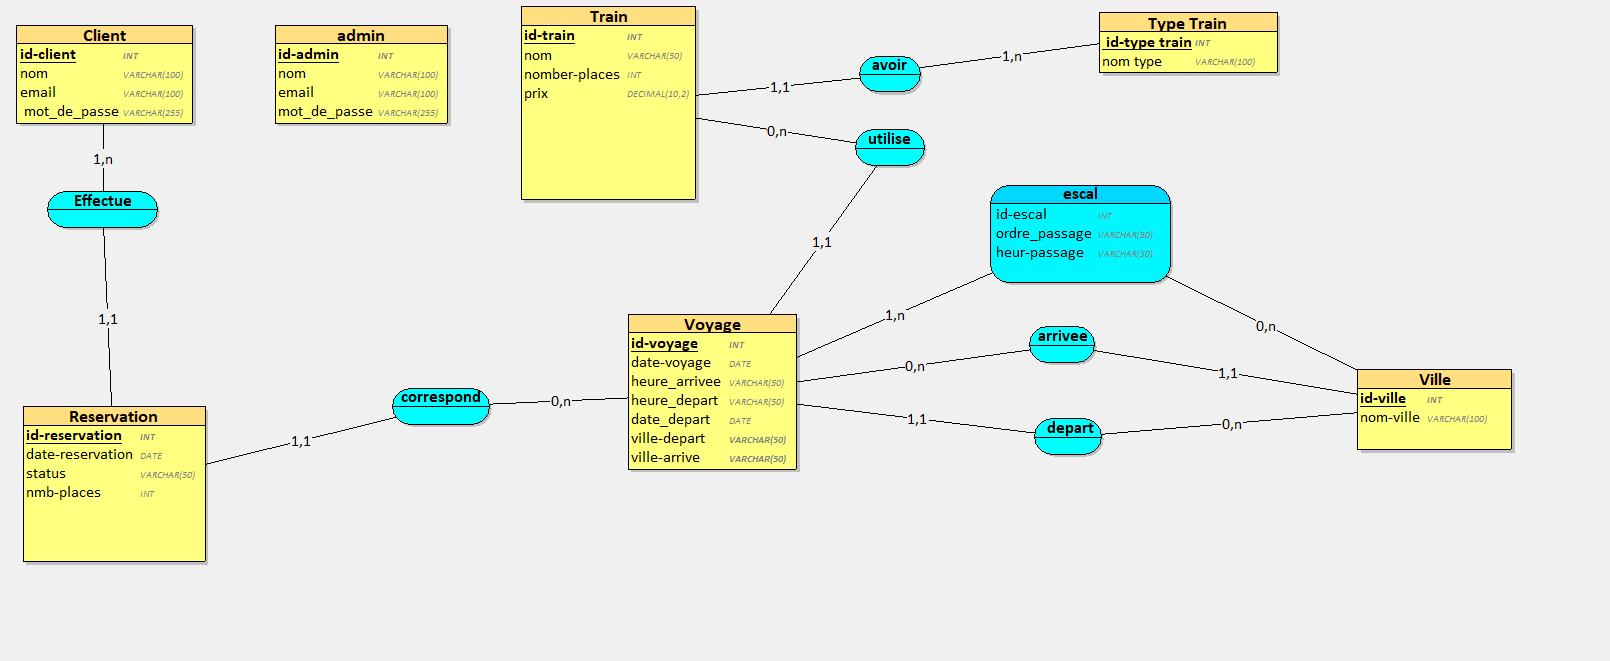 Client
id-client INT
nom VARCHAR(100)
email VARCHAR(100)
mot_de_passe VARCHAR(255)
admin
id-admin INT
nom VARCHAR(100)
email VARCHAR(100)
mot_de_passe VARCHAR(255)
Train
id-train INT
nom VARCHAR(50)
nomber-places INT
prix DECIMAL(10,2)
Type Train
id-type train INT
nom type VARCHAR(100)
avoir
1,1
1,n
utilise
0,n
1,1
1,n
Effectue
1,1
escal
id-escal INT
ordre_passage VARCHAR(50)
heur-passage VARCHAR(50)
1,n
0,n
Voyage
id-voyage INT
date-voyage DATE
heure_arrivee VARCHAR(50)
heure_depart VARCHAR(50)
date_depart DATE
ville-depart VARCHAR(50)
ville-arrive VARCHAR(50)
arrivee
0,n
1,1
depart
1,1
0,n
Ville
id-ville INT
nom-ville VARCHAR(100)
correspond
0,n
1,1
Reservation
id-reservation INT
date-reservation DATE
status VARCHAR(50)
nmb-places INT